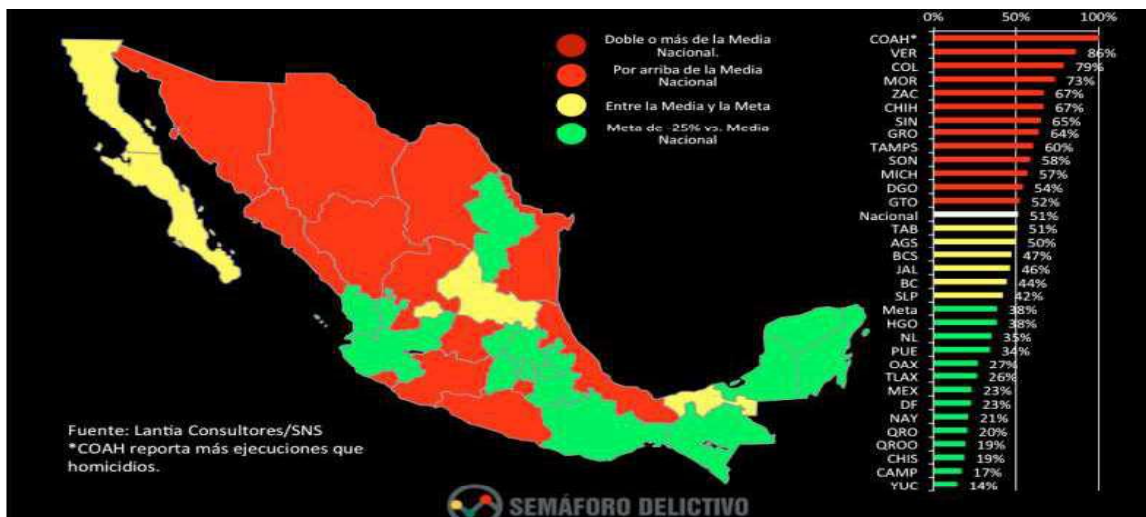 Doble o más de la Media
Nacional.
Por arriba de la Media
Nacional
Entre la Media y la Meta
Meta de -25% vs. Media
Nacional
0% 50% 100%
COAH*
VER 86%
COL 79%
MOR 73%
ZAC 67%
CHIH 67%
SIN 65%
GRO 64%
TAMPS 60%
SON 58%
MICH 57%
DGO 54%
GTO 52%
Nacional 51%
TAB 51%
AGS 50%
BCS 47%
JAL 46%
BC 44%
SLP 42%
Meta 38%
HGO 38%
NL 35%
PUE 34%
OAX 27%
TLAX 26%
MEX 23%
DF 23%
NAY 21%
QRO 20%
QROO 19%
CHIS 19%
CAMP 17%
YUC 14%
Fuente: Lantia Consultores/SNS
*COAH reporta más ejecuciones que
homicidios.
SEMÁFORO DELICTIVO